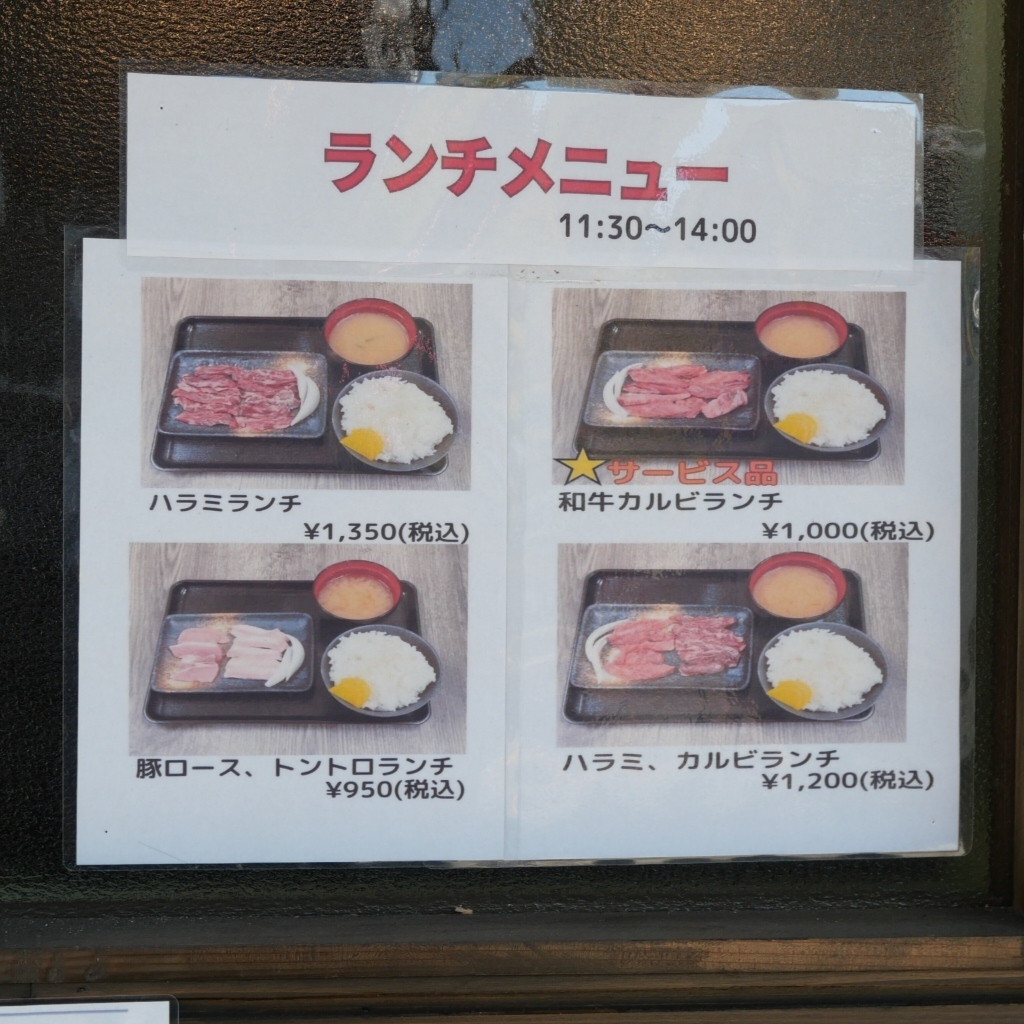 ランチメニュー
11:30～14:00
ハラミランチ
¥1,350(税込)
★サービス品
和牛カルビランチ
¥1,000(税込)
豚ロース、トントロランチ
¥950(税込)
ハラミ、カルビランチ
¥1,200(税込)